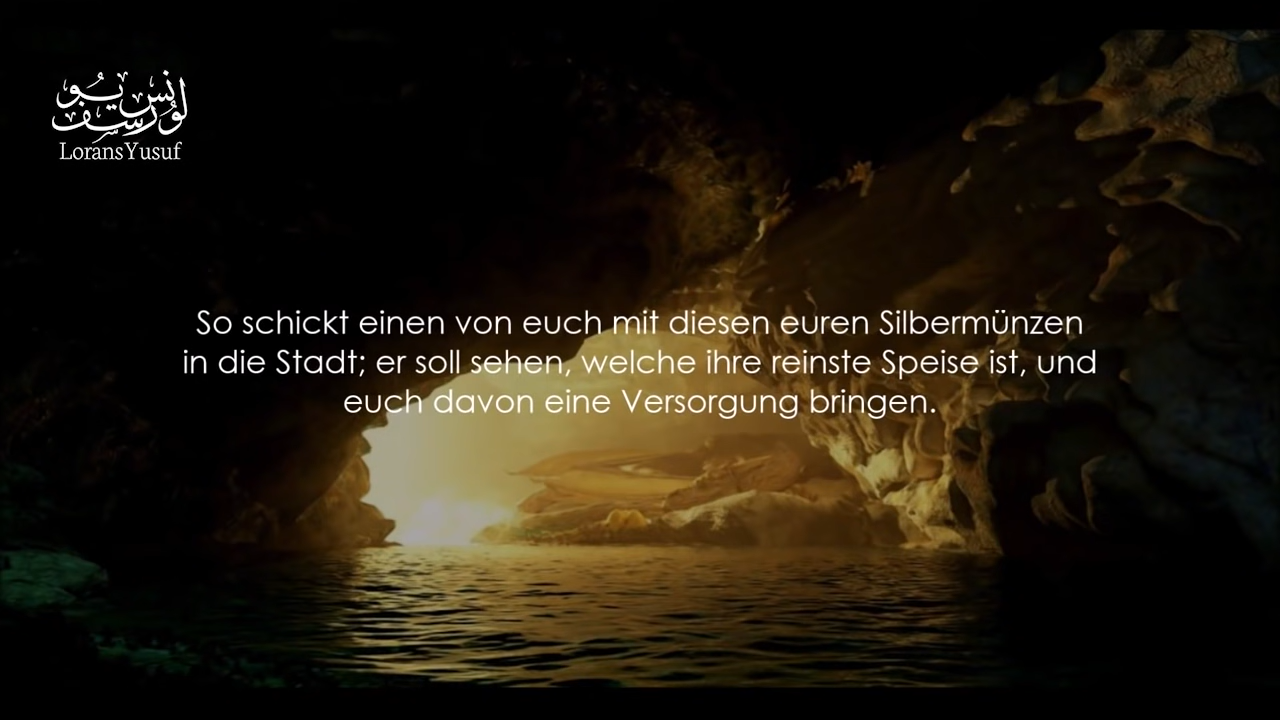 لورنس يوسف
LoransYusuf
So schickt einen von euch mit diesen euren Silbermünzen
in die Stadt; er soll sehen, welche ihre reinste Speise ist, und
euch davon eine Versorgung bringen.